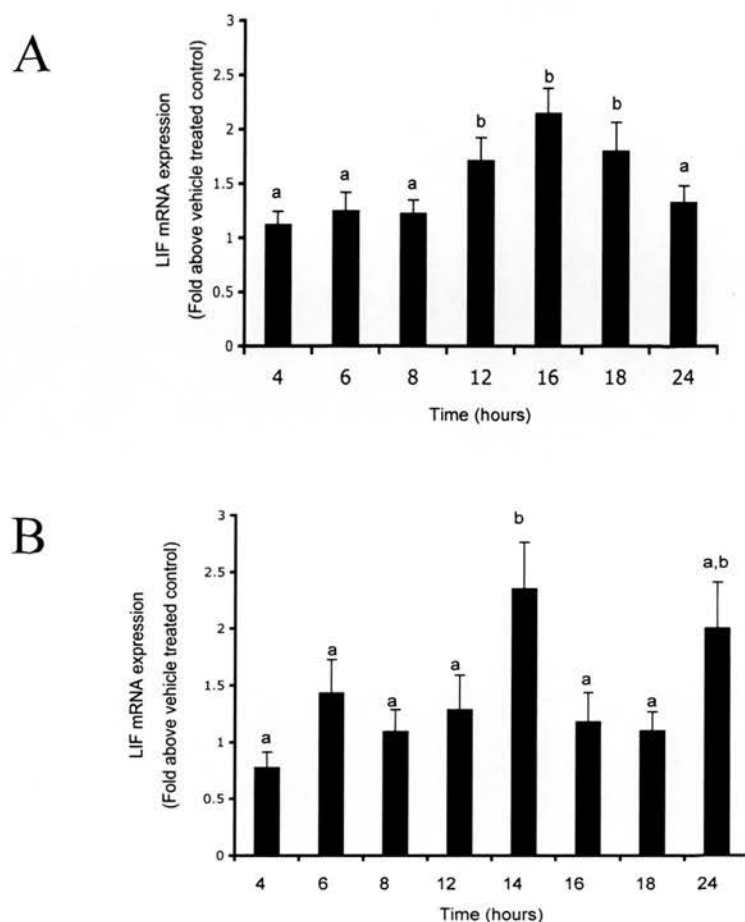 A
LIF mRNA expression
(Fold above vehicle treated control)
3
2.5
2
1.5
1
0.5
0
a
a
a
b
b
b
a
4 6 8 12 16 18 24
Time (hours)
B
LIF mRNA expression
(Fold above vehicle treated control)
3
2.5
2
1.5
1
0.5
0
a
a
a
a
b
a
a
a,b
4 6 8 12 14 16 18 24
Time (hours)